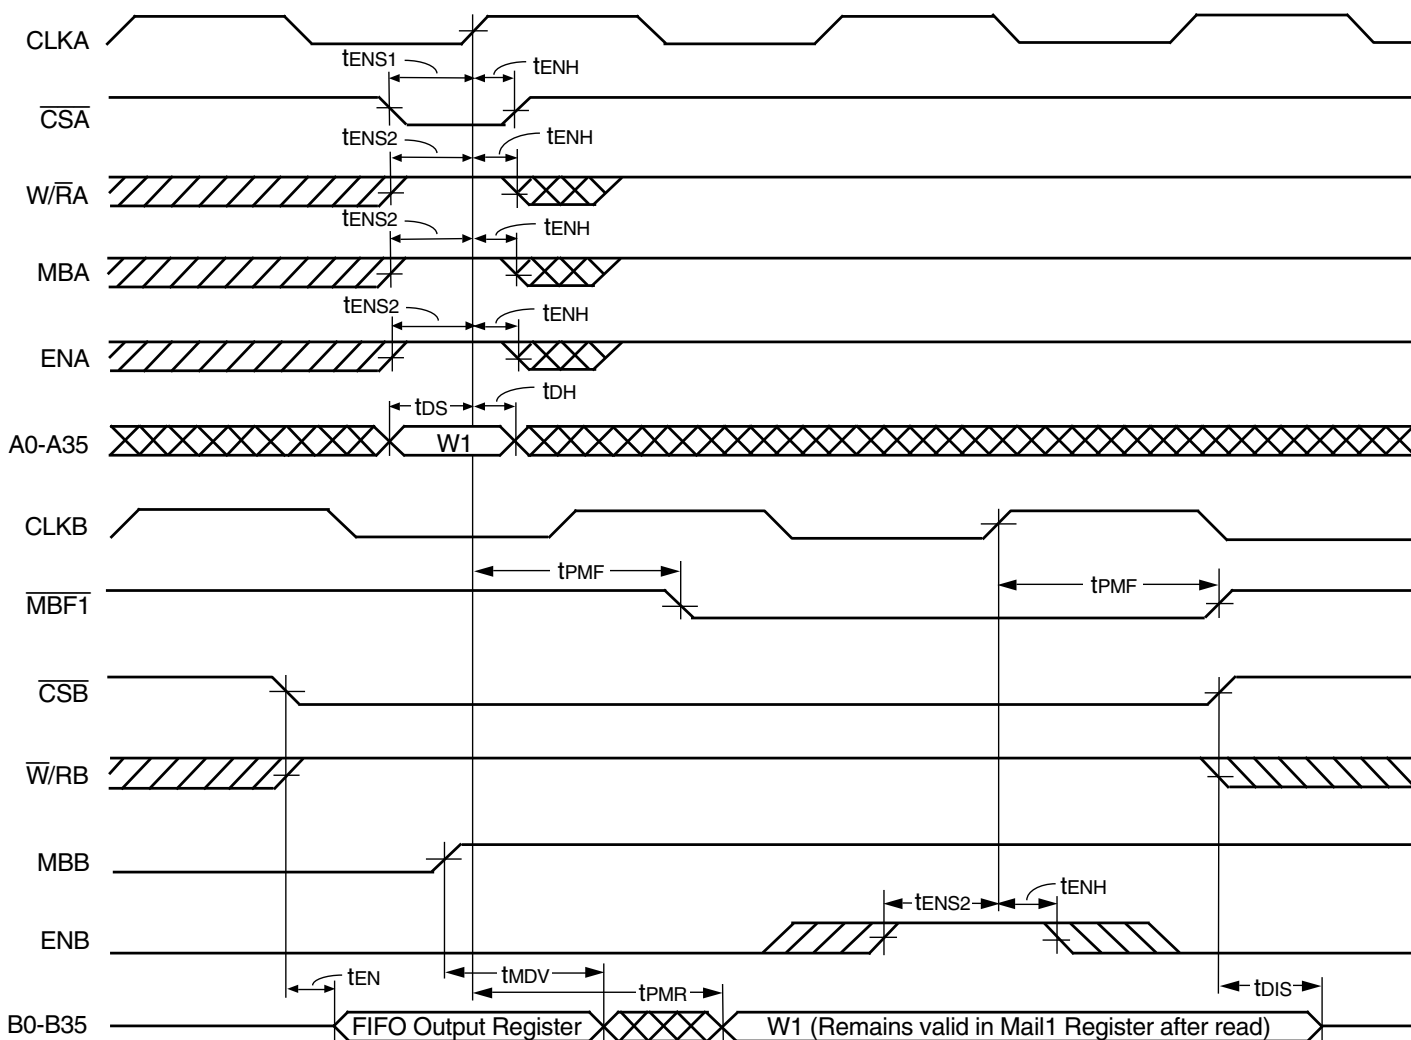 CLKA
tENS1
tENH
CSA
tENS2
tENH
W/RA
tENS2
tENH
MBA
tENS2
tENH
ENA
tDS
tDH
A0-A35
W1
CLKB
tPMF
tPMF
MBF1
CSB
W/RB
MBB
tENS2
tENH
ENB
tEN
tMDV
tPMR
tDIS
B0-B35
FIFO Output Register
W1 (Remains valid in Mail1 Register after read)